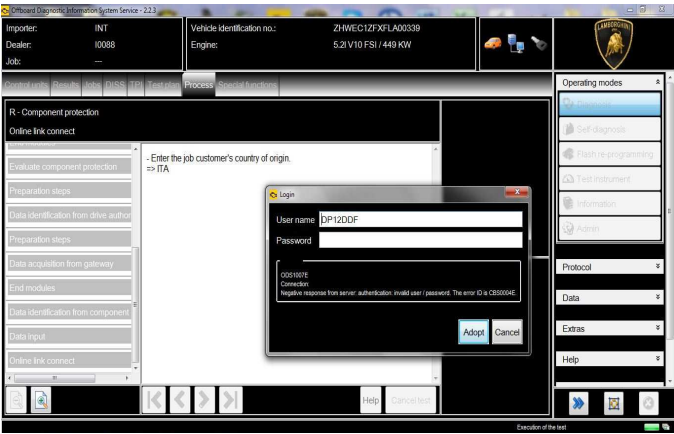 Offboard Diagnostic Information System Service - 2.2.3
Importer: INT
Dealer: I0088
Job: ---
Vehicle identification no.: ZHWEC1ZFXFLA00339
Engine: 5.2l V10 FSI / 449 KW
LAMBORGHINI
Control units Results Jobs DISS TPI Test plan Process Special functions
R - Component protection
Online link connect
End modules
Evaluate component protection
Preparation steps
Data identification from drive author
Preparation steps
Data acquisition from gateway
End modules
Data identification from component
Data input
Online link connect
- Enter the job customer's country of origin.
=> ITA
Login
User name DP12DDF
Password
ODS1007E
Connection:
Negative response from server: authentication: invalid user / password. The error ID is CBS0004E.
Adopt Cancel
Help Cancel test
Operating modes
Diagnosis
Self-diagnosis
Flash re-programming
Test instrument
Information
Admin
Protocol
Data
Extras
Help
Execution of the test